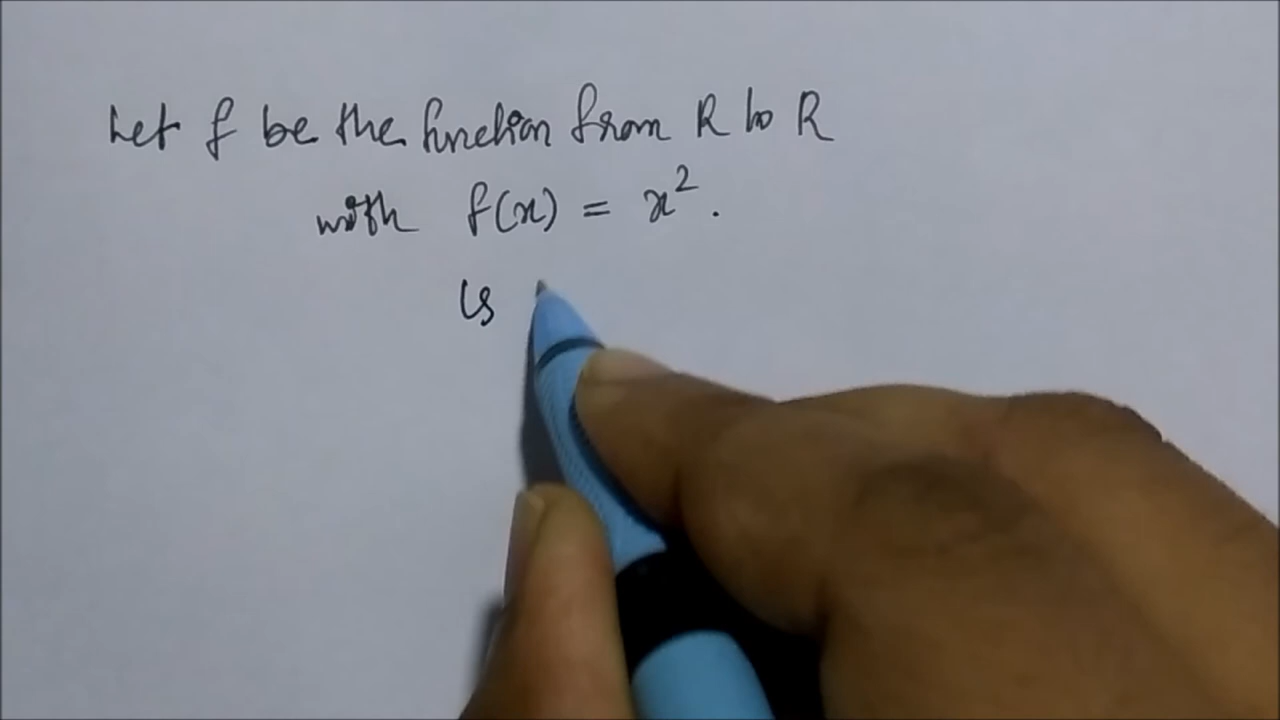 Let f be the function from R to R
with f(x) = x².
Is